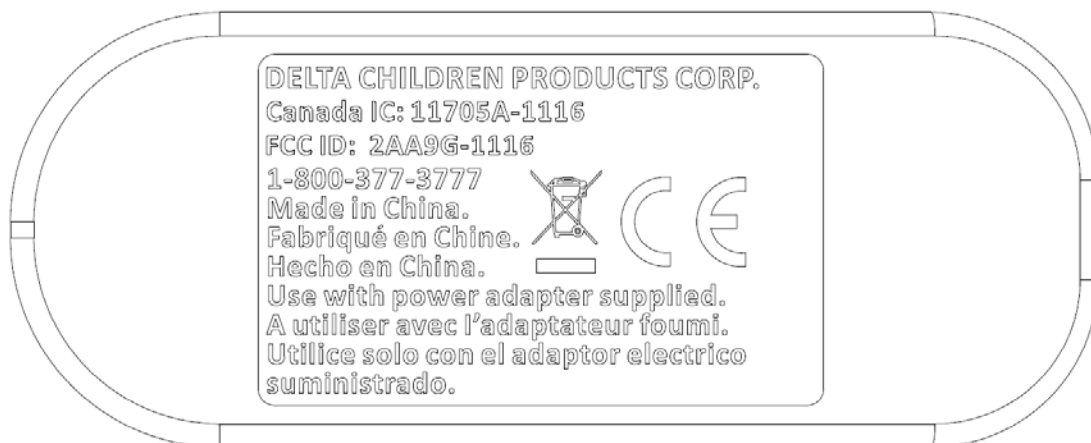 DELTA CHILDREN PRODUCTS CORP.
Canada IC: 11705A-1116
FCC ID: 2AA9G-1116
1-800-377-3777
Made in China.
Fabriqué en Chine.
Hecho en China.
CE
Use with power adapter supplied.
A utiliser avec l’adaptateur foumi.
Utilice solo con el adaptor electrico
suministrado.